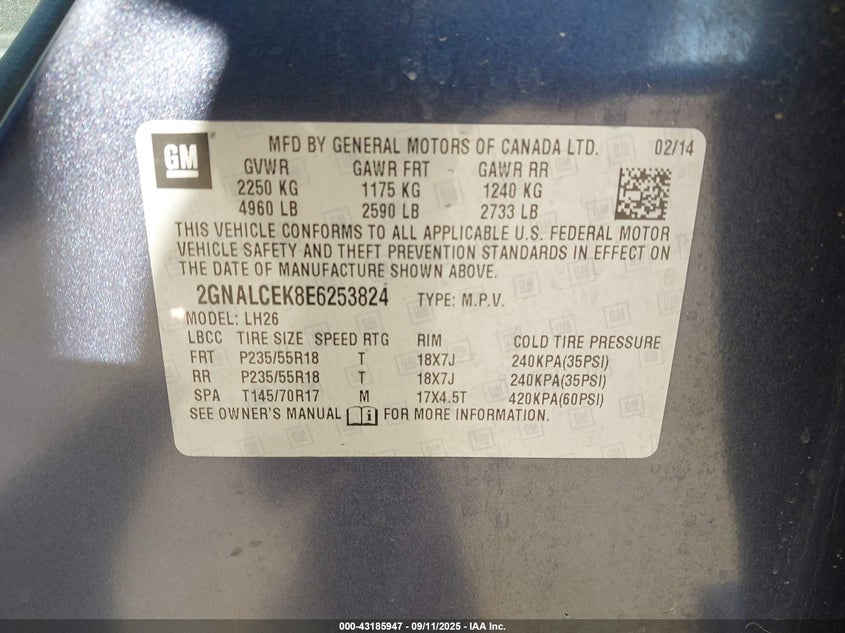 GM
MFD BY GENERAL MOTORS OF CANADA LTD. 02/14
GVWR GAWR FRT GAWR RR
2250 KG 1175 KG 1240 KG
4960 LB 2590 LB 2733 LB
THIS VEHICLE CONFORMS TO ALL APPLICABLE U.S. FEDERAL MOTOR
VEHICLE SAFETY AND THEFT PREVENTION STANDARDS IN EFFECT ON
THE DATE OF MANUFACTURE SHOWN ABOVE.
2GNALCEK8E6253824 TYPE: M.P.V.
MODEL: LH26
LBCC TIRE SIZE SPEED RTG RIM COLD TIRE PRESSURE
FRT P235/55R18 T 18X7J 240KPA(35PSI)
RR P235/55R18 T 18X7J 240KPA(35PSI)
SPA T145/70R17 M 17X4.5T 420KPA(60PSI)
SEE OWNER'S MANUAL FOR MORE INFORMATION.
000-43185947 - 09/11/2025 - IAA Inc.